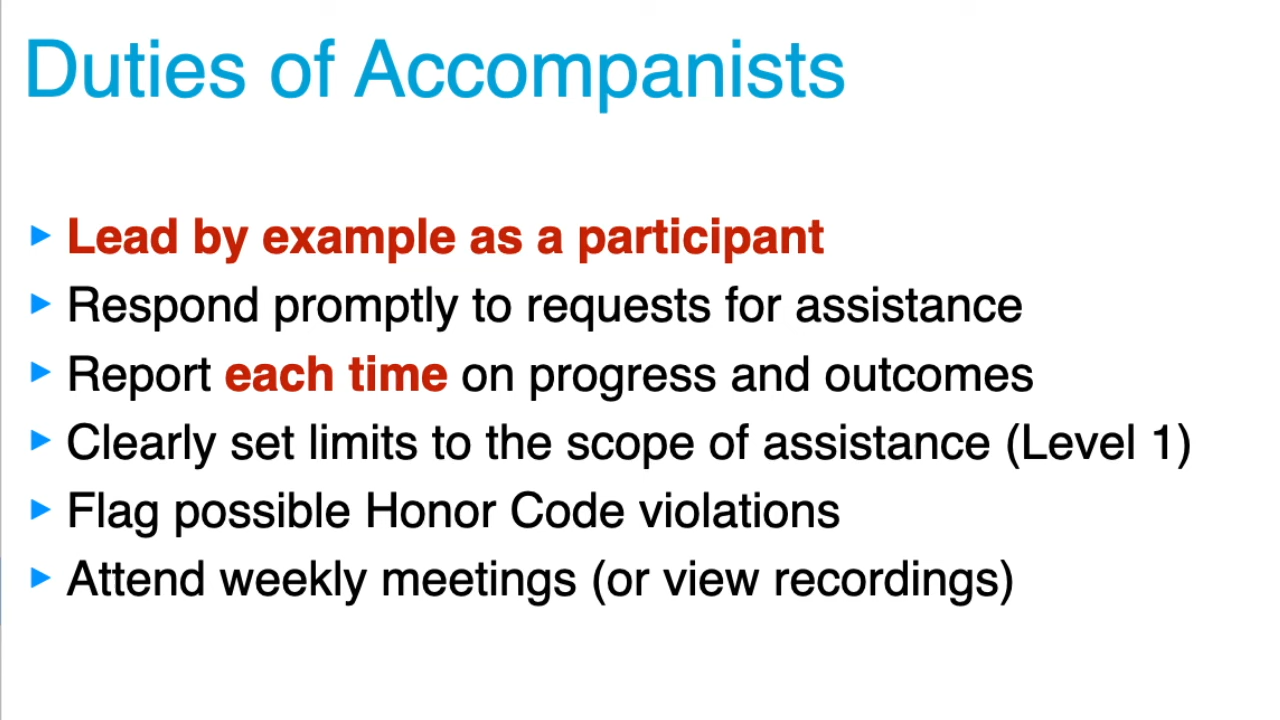 Duties of Accompanists
▸ Lead by example as a participant
▸ Respond promptly to requests for assistance
▸ Report each time on progress and outcomes
▸ Clearly set limits to the scope of assistance (Level 1)
▸ Flag possible Honor Code violations
▸ Attend weekly meetings (or view recordings)